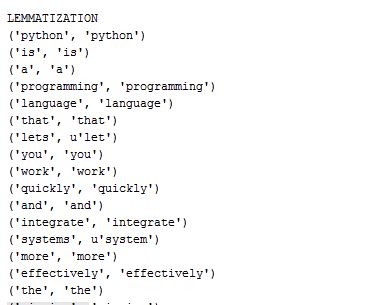 LEMMATIZATION
('python', 'python')
('is', 'is')
('a', 'a')
('programming', 'programming')
('language', 'language')
('that', 'that')
('lets', u'let')
('you', 'you')
('work', 'work')
('quickly', 'quickly')
('and', 'and')
('integrate', 'integrate')
('systems', u'system')
('more', 'more')
('effectively', 'effectively')
('the', 'the')